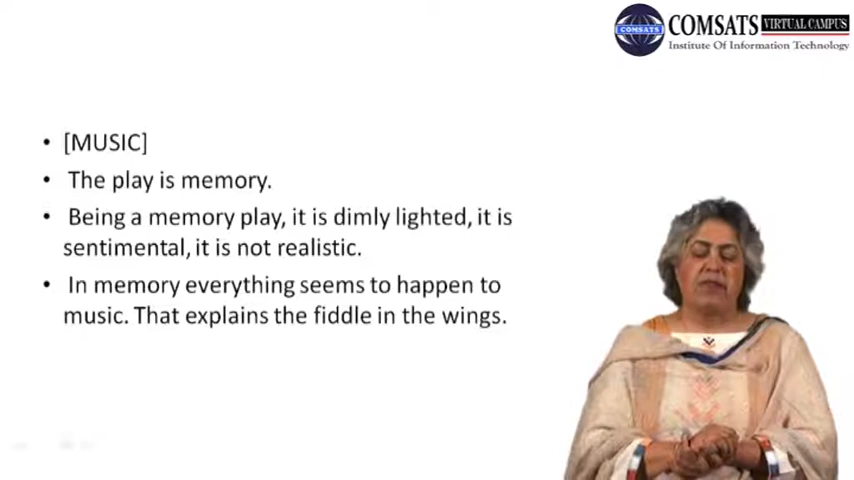 COMSATS VIRTUAL CAMPUS
COMSATS
Institute Of Information Technology
• [MUSIC]
• The play is memory.
• Being a memory play, it is dimly lighted, it is
sentimental, it is not realistic.
• In memory everything seems to happen to
music. That explains the fiddle in the wings.